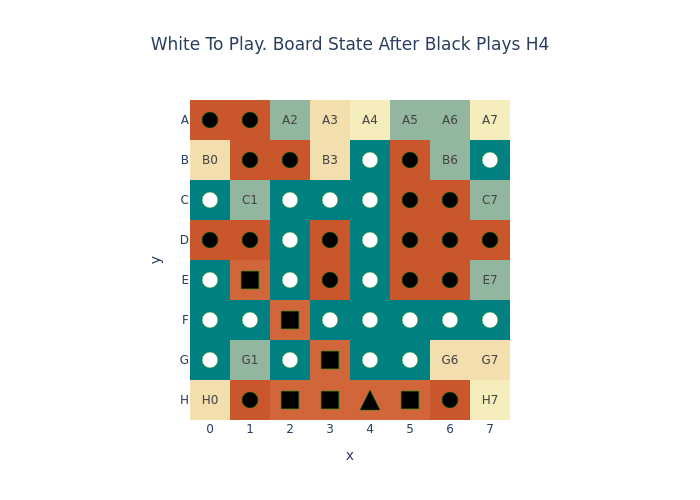 White To Play. Board State After Black Plays H4
A A2 A3 A4 A5 A6 A7
B B0 B3 B6
C C1 C7
D
E E7
F
G G1 G6 G7
H H0 H7
0 1 2 3 4 5 6 7
x
y